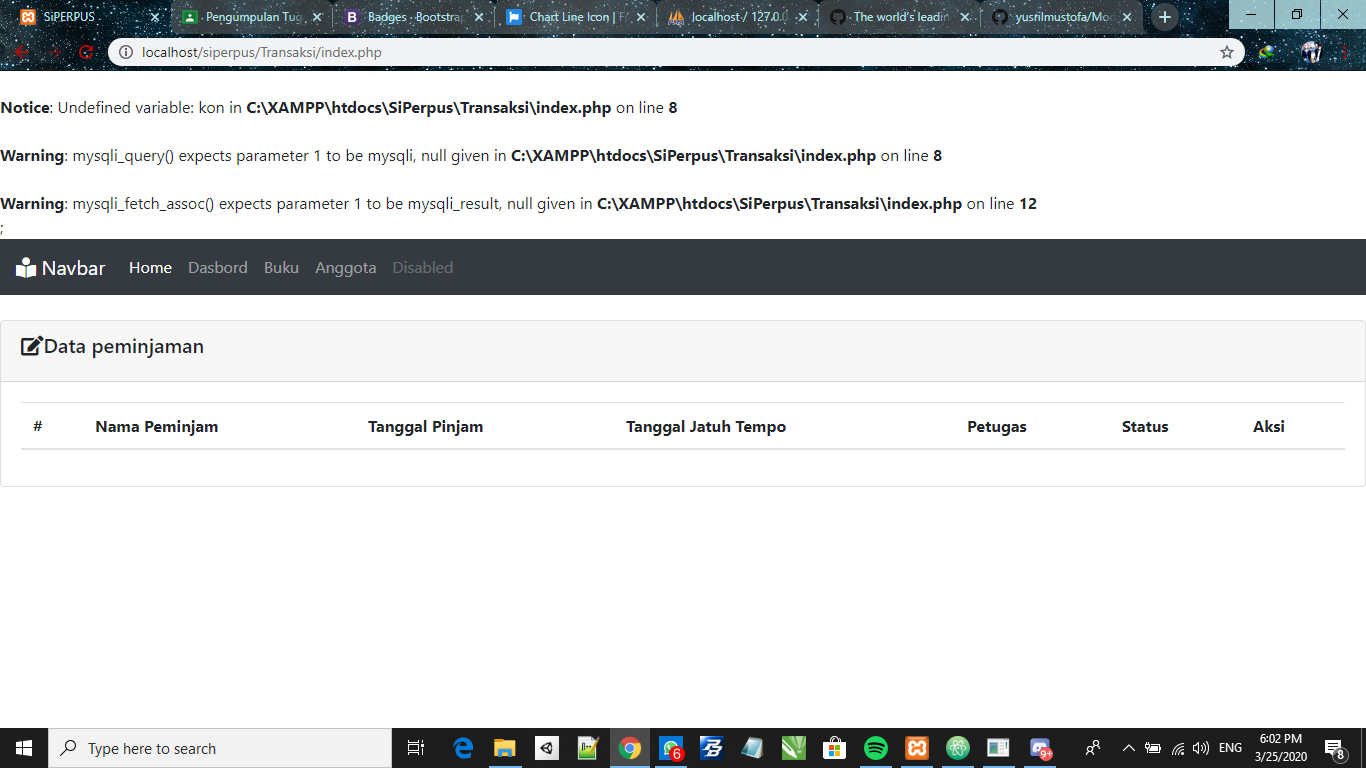 SiPERPUS
Pengumpulan Tug
Badges · Bootstrap
Chart Line Icon | F
localhost / 127.0.0
The world's leadin
yusrilmustofa/Mo
localhost/siperpus/Transaksi/index.php
Notice: Undefined variable: kon in C:\XAMPP\htdocs\SiPerpus\Transaksi\index.php on line 8
Warning: mysqli_query() expects parameter 1 to be mysqli, null given in C:\XAMPP\htdocs\SiPerpus\Transaksi\index.php on line 8
Warning: mysqli_fetch_assoc() expects parameter 1 to be mysqli_result, null given in C:\XAMPP\htdocs\SiPerpus\Transaksi\index.php on line 12
;
Navbar Home Dasbord Buku Anggota Disabled
Data peminjaman
# Nama Peminjam Tanggal Pinjam Tanggal Jatuh Tempo Petugas Status Aksi
Type here to search
6
9+
ENG
6:02 PM
3/25/2020
8